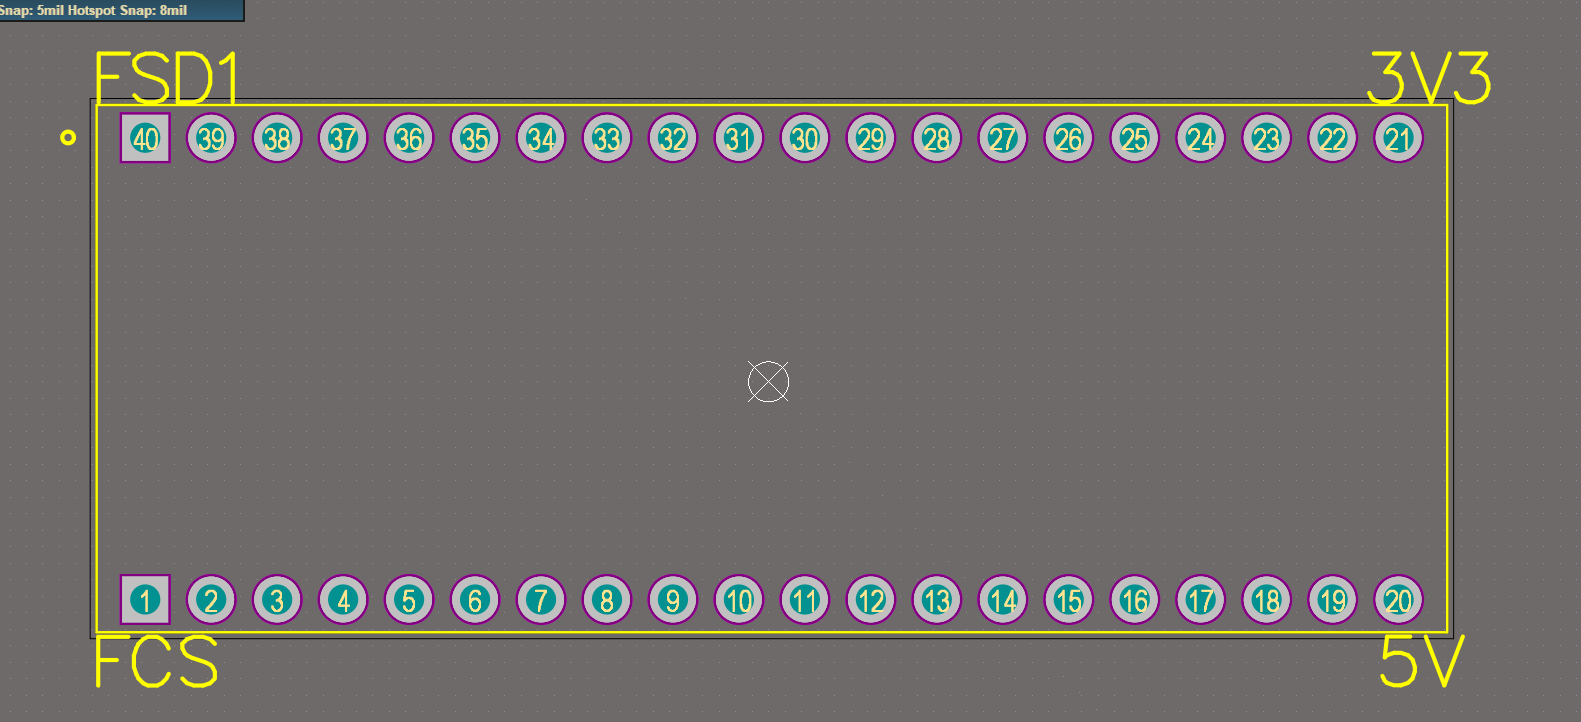 Snap: 5mil Hotspot Snap: 8mil
FSD1 3V3
40 39 38 37 36 35 34 33 32 31 30 29 28 27 26 25 24 23 22 21
1 2 3 4 5 6 7 8 9 10 11 12 13 14 15 16 17 18 19 20
FCS 5V